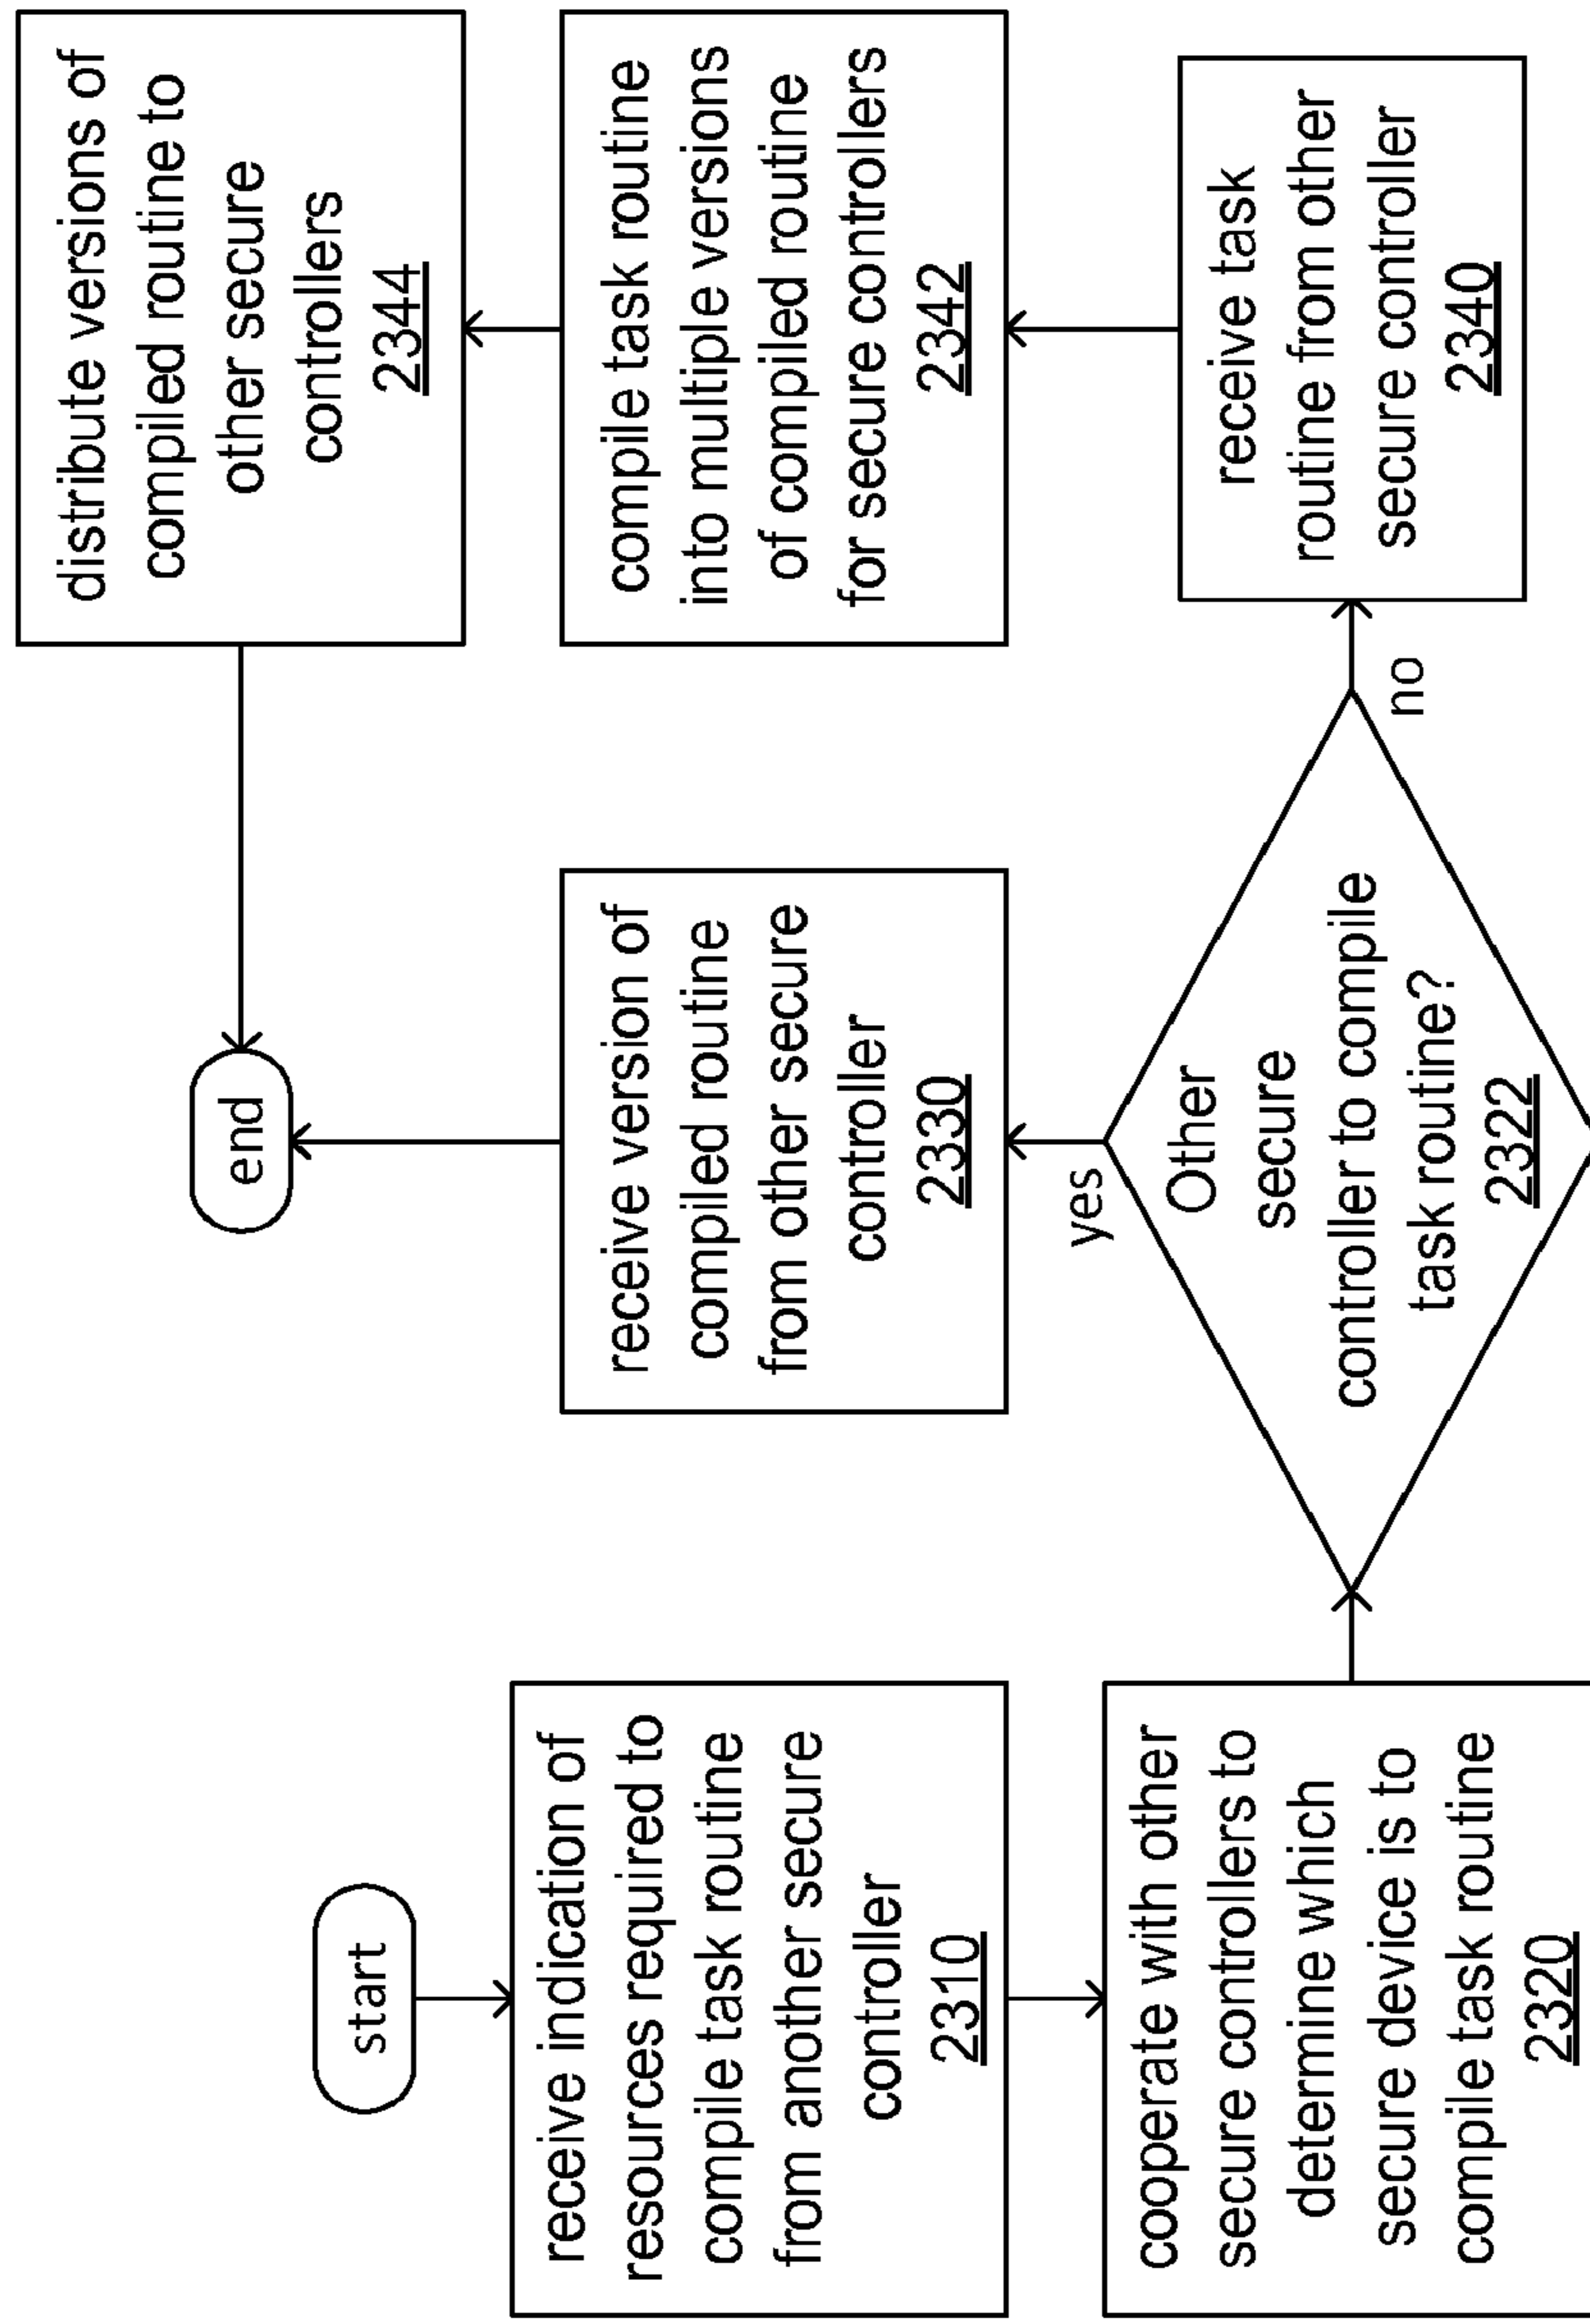 start
receive indication of
resources required to
compile task routine
from another secure
controller
2310
cooperate with other
secure controllers to
determine which
secure device is to
compile task routine
2320
Other
secure
controller to compile
task routine?
2322
yes
no
receive version of
compiled routine
from other secure
controller
2330
end
receive task
routine from other
secure controller
2340
compile task routine
into multiple versions
of compiled routine
for secure controllers
2342
distribute versions of
compiled routine to
other secure
controllers
2344